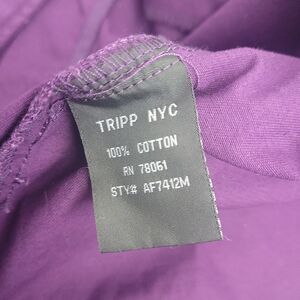 TRIPP NYC
100% COTTON
RN 78061
STY# AF7412M